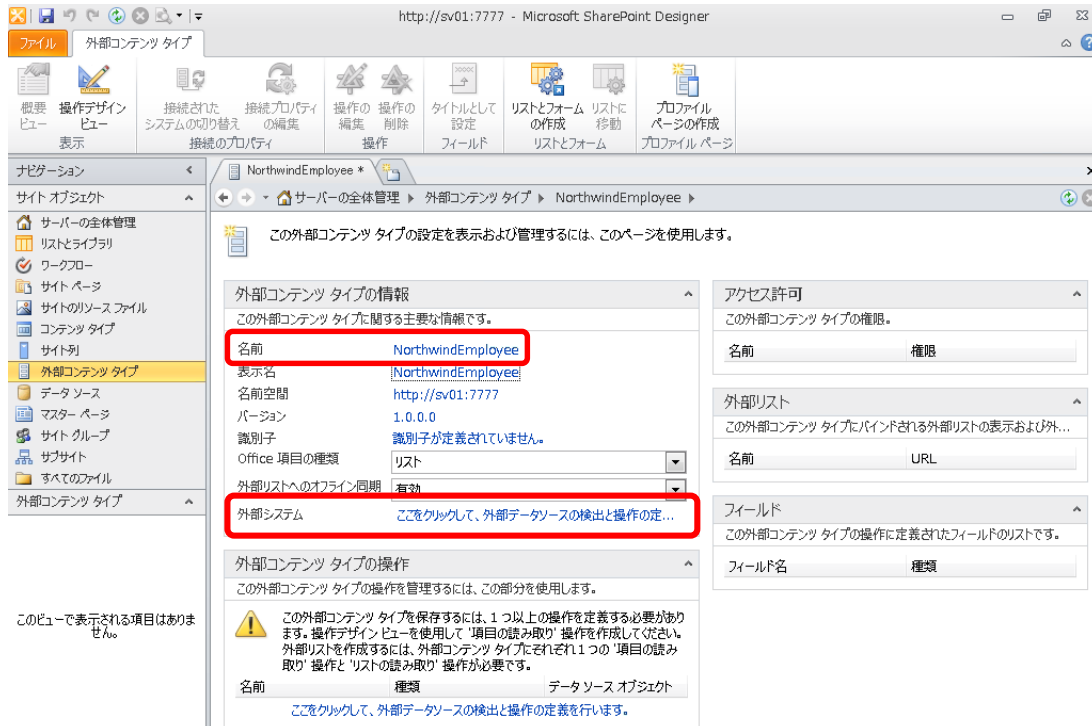 http://sv01:7777 - Microsoft SharePoint Designer
ファイル
外部コンテンツ タイプ
概要
ビュー
操作デザイン
ビュー
表示
接続された
システムの切り替え
接続プロパティ
の編集
接続のプロパティ
操作の
編集
操作の
削除
操作
タイトルとして
設定
フィールド
リストとフォーム
の作成
リストに
移動
リストとフォーム
プロファイル
ページの作成
プロファイル ページ
ナビゲーション
サイト オブジェクト
サーバーの全体管理
リストとライブラリ
ワークフロー
サイト ページ
サイトのリソース ファイル
コンテンツ タイプ
サイト列
外部コンテンツ タイプ
データ ソース
マスター ページ
サイト グループ
サブサイト
すべてのファイル
外部コンテンツ タイプ
このビューで表示される項目はありま
せん。
NorthwindEmployee *
サーバーの全体管理 ▶ 外部コンテンツ タイプ ▶ NorthwindEmployee ▶
この外部コンテンツ タイプの設定を表示および管理するには、このページを使用します。
外部コンテンツ タイプの情報
この外部コンテンツ タイプに関する主要な情報です。
名前 NorthwindEmployee
表示名 NorthwindEmployee
名前空間 http://sv01:7777
バージョン 1.0.0.0
識別子 識別子が定義されていません。
Office 項目の種類 リスト
外部リストへのオフライン同期 有効
外部システム ここをクリックして、外部データソースの検出と操作の定...
外部コンテンツ タイプの操作
この外部コンテンツ タイプの操作を管理するには、この部分を使用します。
この外部コンテンツ タイプを保存するには、1 つ以上の操作を定義する必要があり
ます。操作デザイン ビューを使用して '項目の読み取り' 操作を作成してください。
外部リストを作成するには、外部コンテンツ タイプにそれぞれ 1 つの '項目の読み
取り' 操作と 'リストの読み取り' 操作が必要です。
名前 種類 データ ソース オブジェクト
ここをクリックして、外部データソースの検出と操作の定義を行います。
アクセス許可
この外部コンテンツ タイプの権限。
名前 権限
外部リスト
この外部コンテンツ タイプにバインドされる外部リストの表示および外...
名前 URL
フィールド
この外部コンテンツ タイプの操作に定義されたフィールドのリストです。
フィールド名 種類